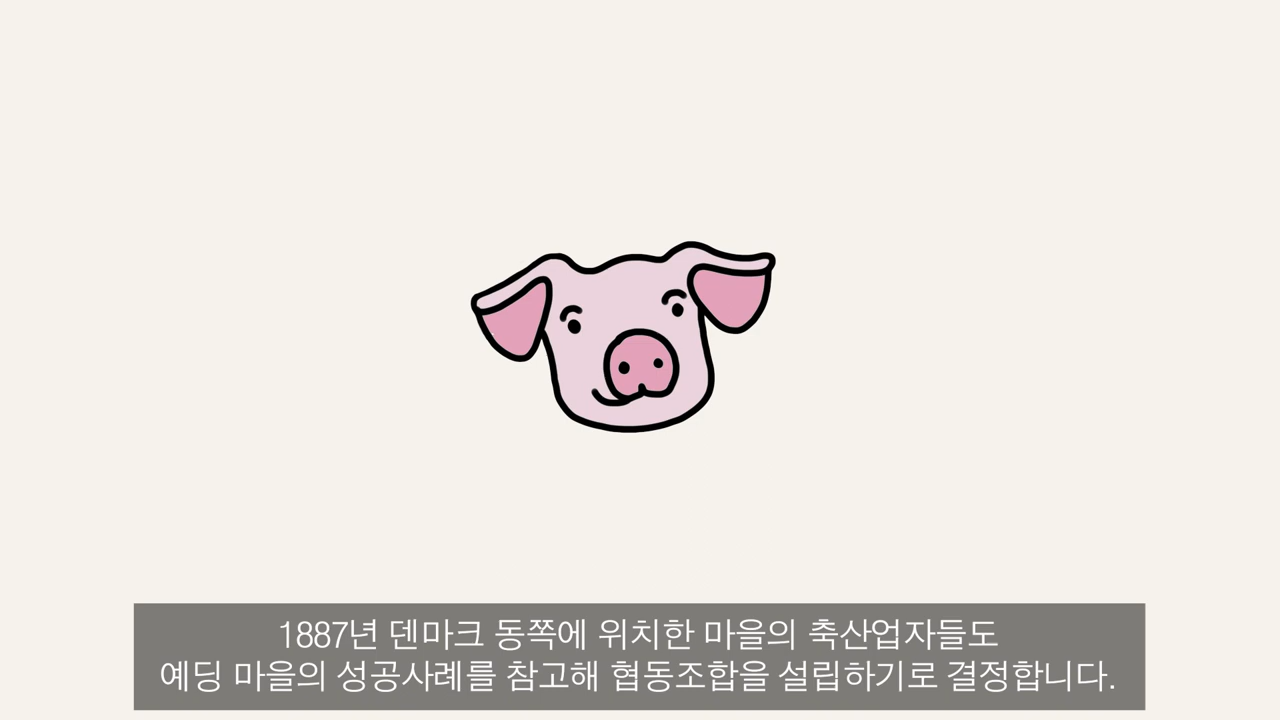 1887년 덴마크 동쪽에 위치한 마을의 축산업자들도
예딩 마을의 성공사례를 참고해 협동조합을 설립하기로 결정합니다.